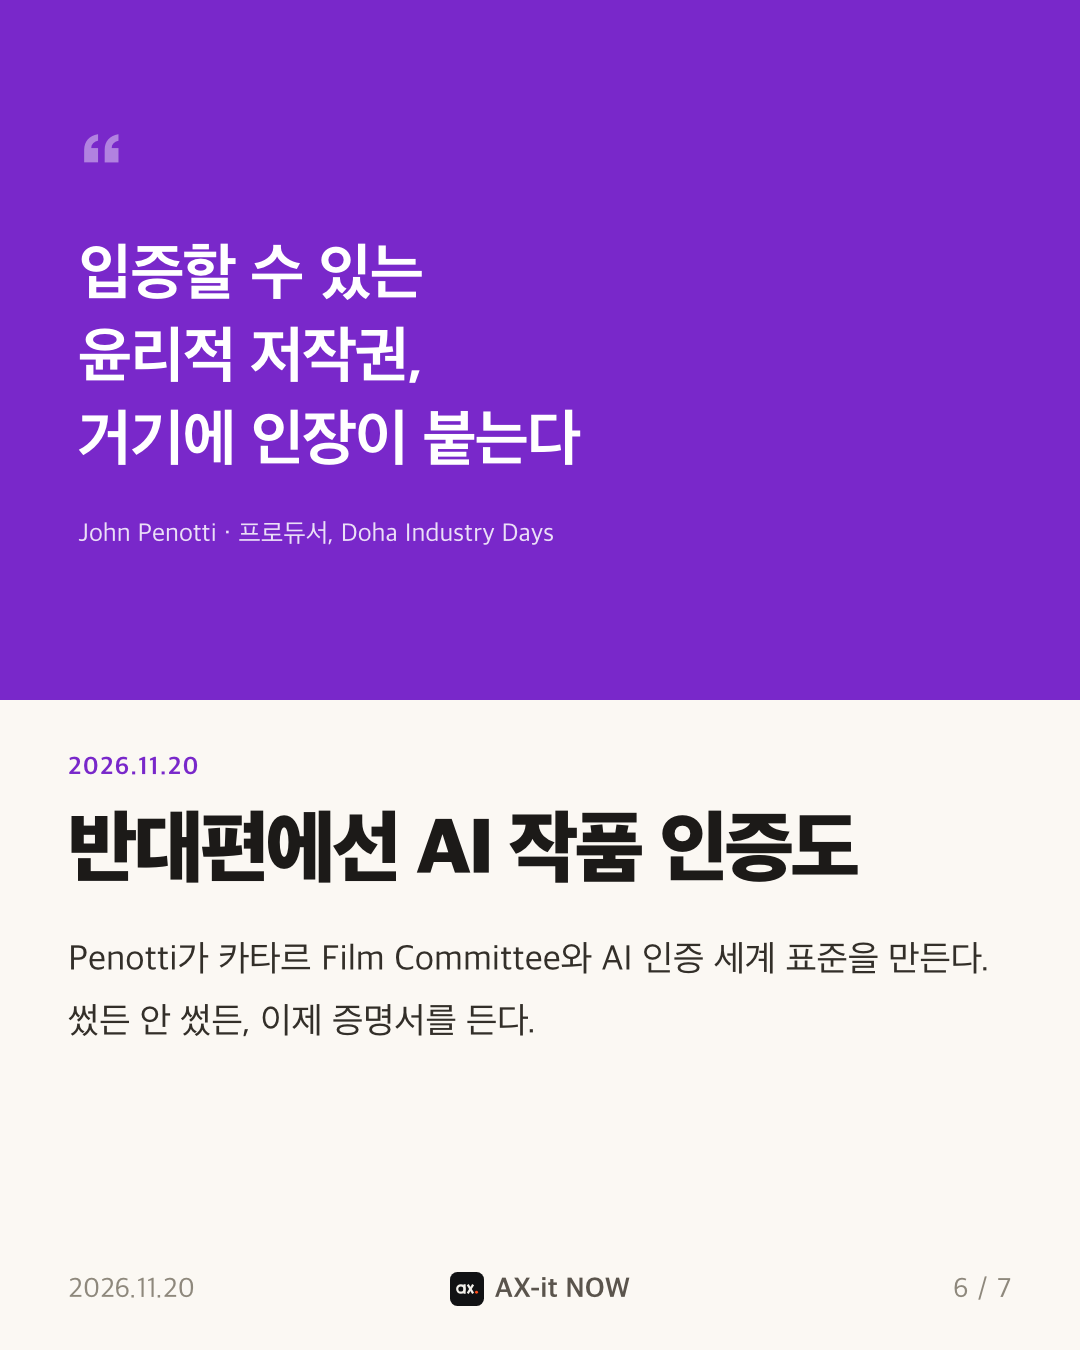 “
입증할 수 있는
윤리적 저작권,
거기에 인장이 붙는다
John Penotti · 프로듀서, Doha Industry Days
2026.11.20
반대편에선 AI 작품 인증도
Penotti가 카타르 Film Committee와 AI 인증 세계 표준을 만든다.
썼든 안 썼든, 이제 증명서를 든다.
2026.11.20
ax.
AX-it NOW
6 / 7